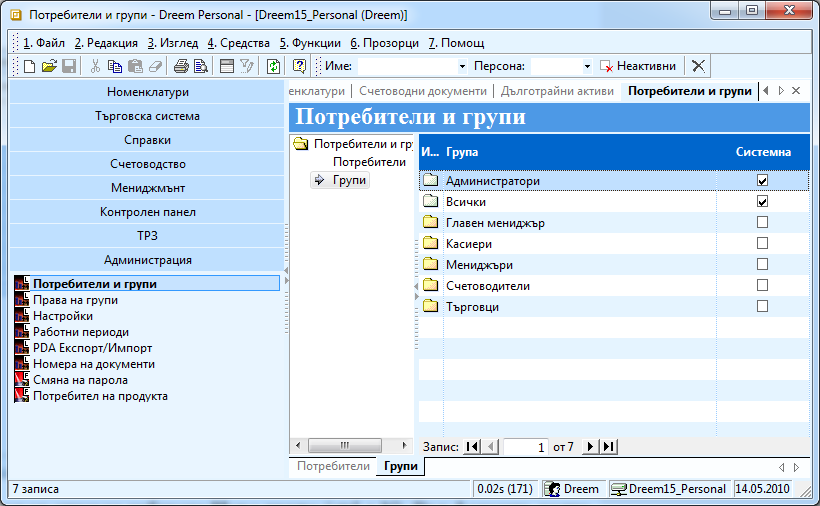 Потребители и групи - Dreem Personal - [Dreem15_Personal (Dreem)]
1. Файл 2. Редакция 3. Изглед 4. Средства 5. Функции 6. Прозорци 7. Помощ
Име: Персона: Неактивни
Номенклатури
Търговска система
Справки
Счетоводство
Мениджмънт
Контролен панел
ТРЗ
Администрация
Потребители и групи
Права на групи
Настройки
Работни периоди
PDA Експорт/Импорт
Номера на документи
Смяна на парола
Потребител на продукта
енклатури Счетоводни документи Дълготрайни активи Потребители и групи
Потребители и групи
Потребители и гру
Потребители
Групи
И... Група Системна
Администратори
Всички
Главен мениджър
Касиери
Мениджъри
Счетоводители
Търговци
Запис: 1 от 7
Потребители Групи
7 записа 0.02s (171) Dreem Dreem15_Personal 14.05.2010